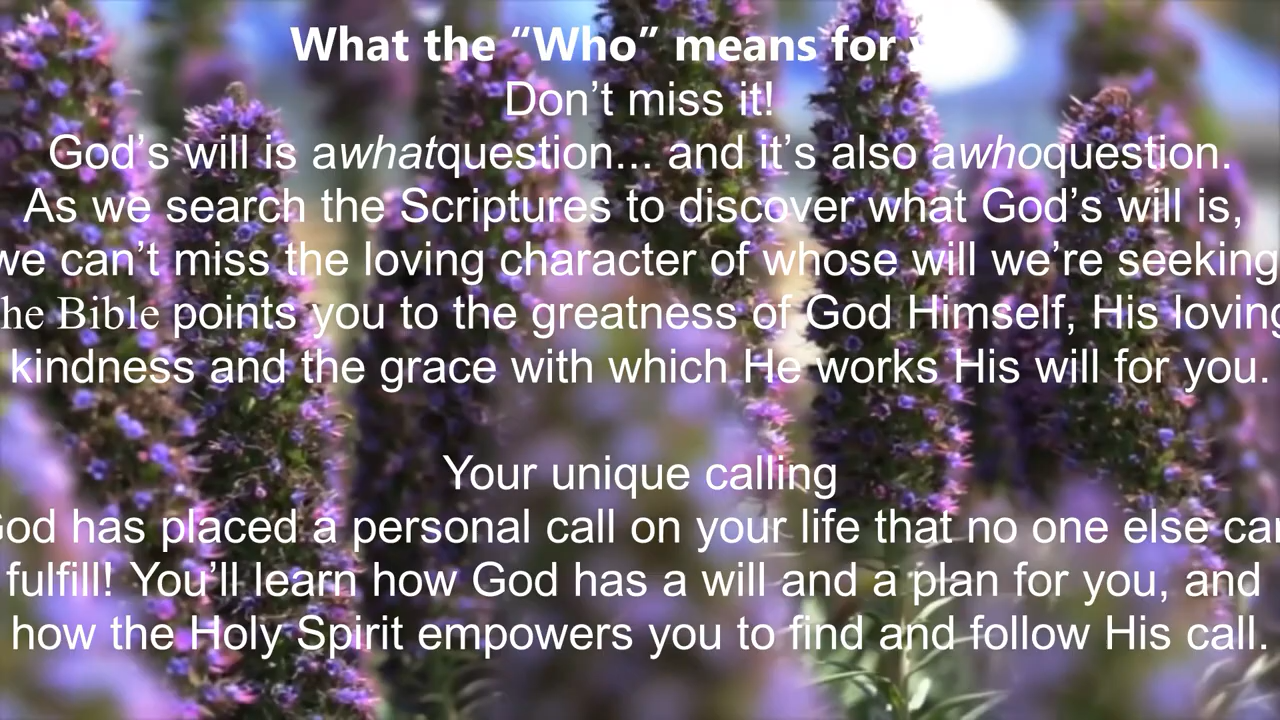 What the “Who” means for
Don’t miss it!
God’s will is awhatquestion... and it’s also awhoquestion.
As we search the Scriptures to discover what God’s will is,
we can’t miss the loving character of whose will we’re seeking
he Bible points you to the greatness of God Himself, His loving
kindness and the grace with which He works His will for you.
Your unique calling
God has placed a personal call on your life that no one else can
fulfill! You’ll learn how God has a will and a plan for you, and
how the Holy Spirit empowers you to find and follow His call.